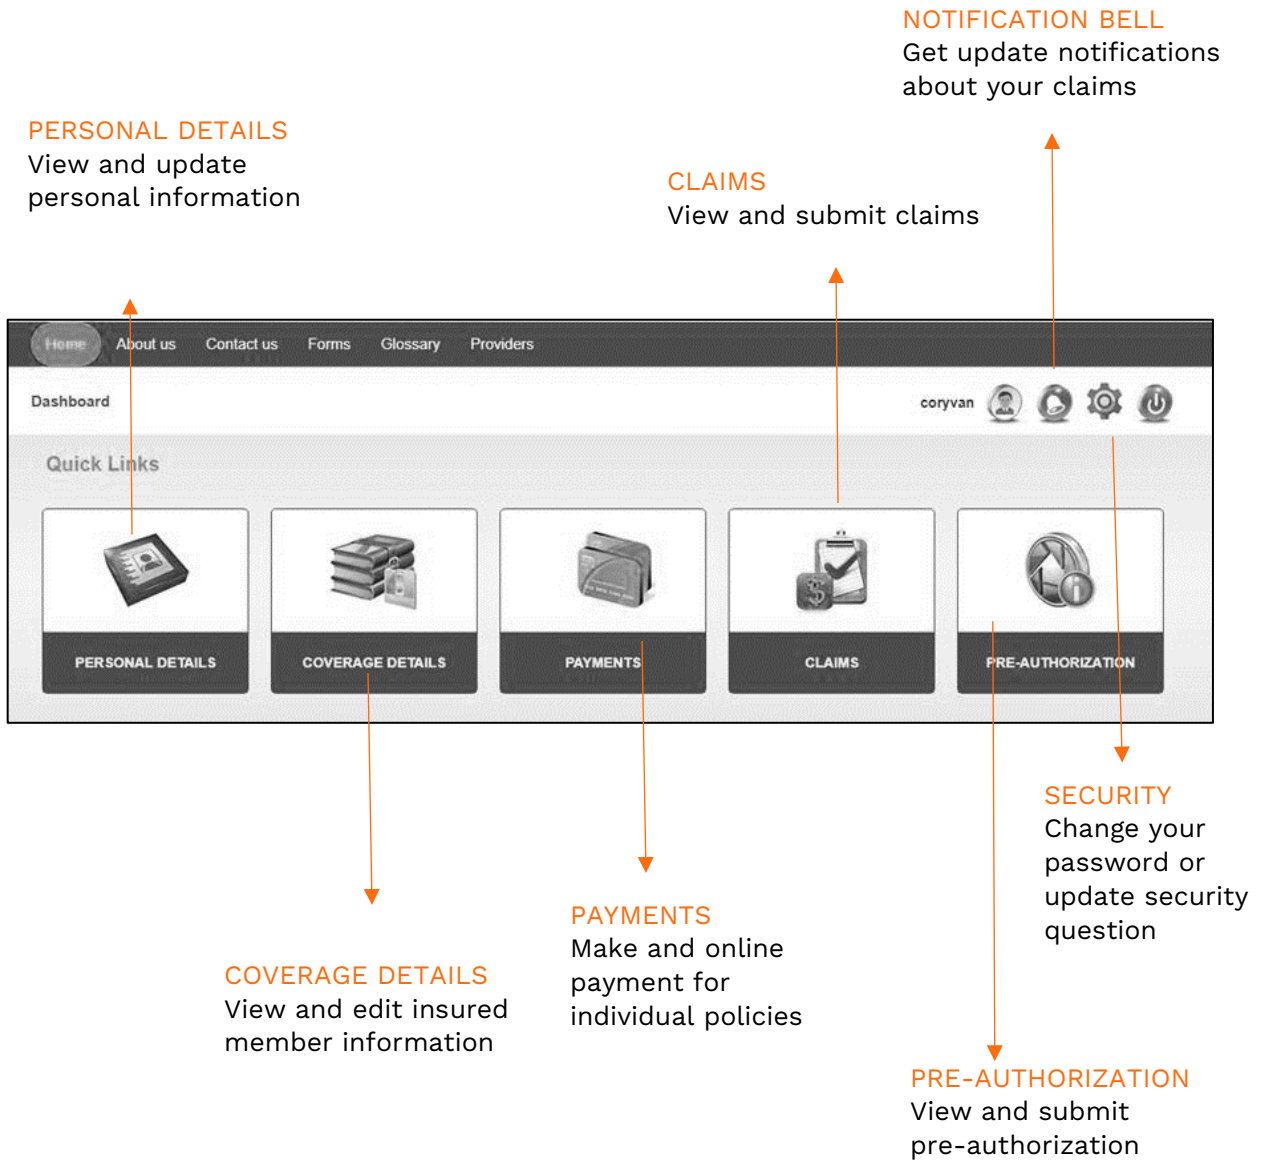 NOTIFICATION BELL
Get update notifications
about your claims
PERSONAL DETAILS
View and update
personal information
CLAIMS
View and submit claims
Home About us Contact us Forms Glossary Providers
Dashboard
coryvan
Quick Links
PERSONAL DETAILS
COVERAGE DETAILS
PAYMENTS
CLAIMS
PRE-AUTHORIZATION
SECURITY
Change your
password or
update security
question
PAYMENTS
Make and online
payment for
individual policies
COVERAGE DETAILS
View and edit insured
member information
PRE-AUTHORIZATION
View and submit
pre-authorization